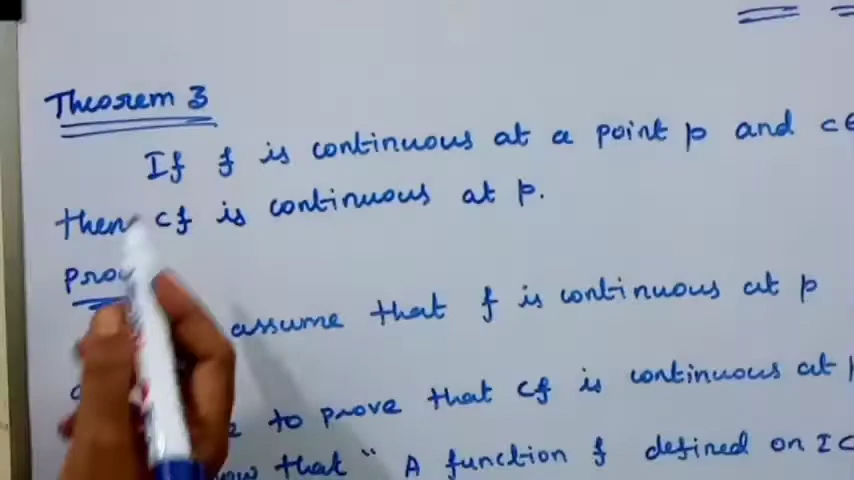 Theorem 3
If f is continuous at a point p and c ∈
then cf is continuous at p.
assume that f is continuous at p
to prove that cf is continuous at
that " A function f defined on I